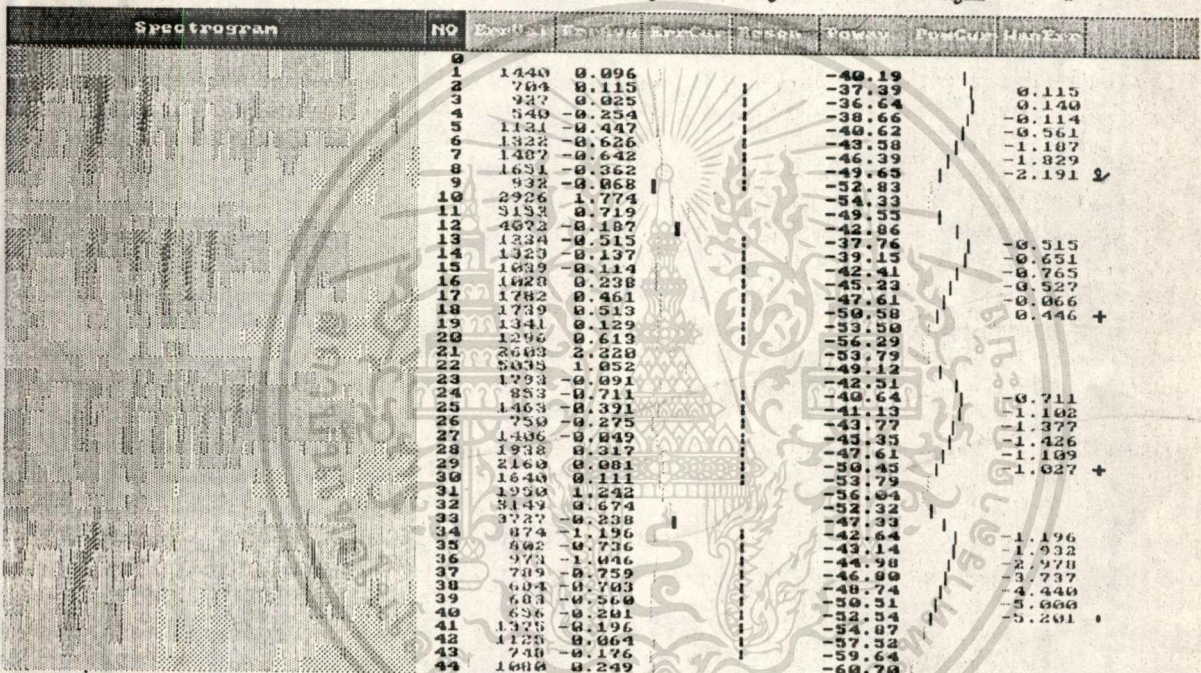 Spectrogram NO ErrVal ErrCur Power PowCur
0
1 1440 0.096 -40.19
2 704 0.115 -37.39 0.115
3 927 0.025 -36.64 0.140
4 540 -0.254 -38.66 -0.114
5 1121 -0.447 -40.62 -0.561
6 1322 -0.626 -43.58 -1.187
7 1487 -0.642 -46.39 -1.829
8 1651 -0.362 -49.65 -2.191
9 932 -0.068 -52.83
10 2926 1.774 -54.33
11 5153 0.719 -49.55
12 4072 -0.187 -42.86
13 1234 -0.515 -37.76 -0.515
14 1323 -0.137 -39.15 -0.651
15 1039 -0.114 -42.41 -0.765
16 1028 0.238 -45.23 -0.527
17 1782 0.461 -47.61 -0.066
18 1739 0.513 -50.58 0.446 +
19 1341 0.129 -53.50
20 1296 0.613 -56.29
21 2603 2.220 -53.79
22 5035 1.052 -49.12
23 1793 -0.091 -42.51
24 853 -0.711 -40.64 -0.711
25 1463 -0.391 -41.13 -1.102
26 750 -0.275 -43.77 -1.377
27 1406 -0.049 -45.35 -1.426
28 1938 0.317 -47.61 -1.109
29 2160 0.081 -50.45 -1.027 +
30 1640 0.111 -53.79
31 1950 1.242 -56.04
32 3149 0.674 -52.32
33 3727 -0.238 -47.33
34 874 -1.196 -42.64 -1.196
35 802 -0.736 -43.14 -1.932
36 973 -1.046 -44.98 -2.978
37 789 -0.759 -46.80 -3.737
38 604 -0.703 -48.74 -4.440
39 683 -0.560 -50.51 -5.000
40 656 -0.201 -52.54 -5.201
41 1375 -0.196 -54.87
42 1125 0.064 -57.52
43 748 -0.176 -59.64
44 1080 0.249 -60.70